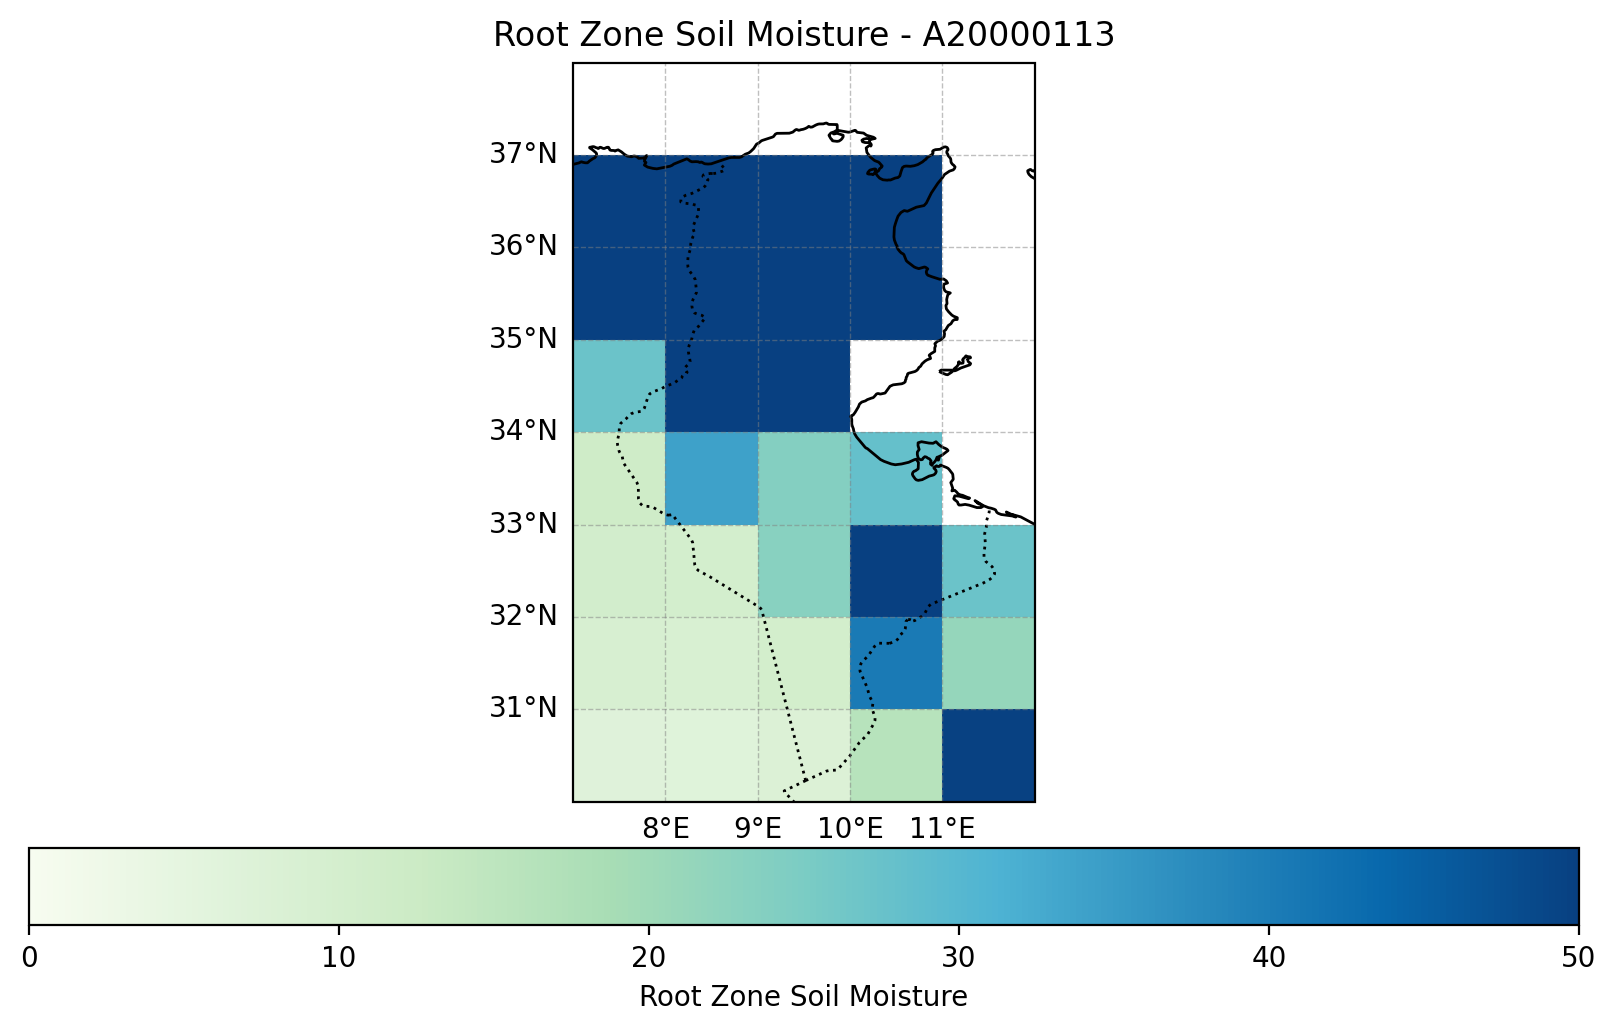 Root Zone Soil Moisture - A20000113
37°N
36°N
35°N
34°N
33°N
32°N
31°N
8°E 9°E 10°E 11°E
0 10 20 30 40 50
Root Zone Soil Moisture